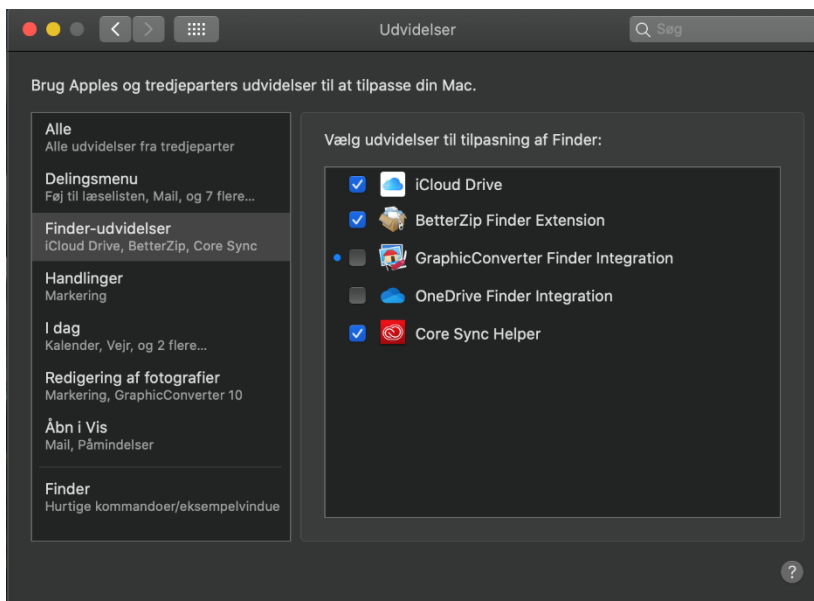 Udvidelser
Søg
Brug Apples og tredjeparters udvidelser til at tilpasse din Mac.
Alle
Alle udvidelser fra tredjeparter
Delingsmenu
Føj til læselisten, Mail, og 7 flere...
Finder-udvidelser
iCloud Drive, BetterZip, Core Sync
Handlinger
Markering
I dag
Kalender, Vejr, og 2 flere...
Redigering af fotografier
Markering, GraphicConverter 10
Åbn i Vis
Mail, Påmindelser
Finder
Hurtige kommandoer/eksempelvindue
Vælg udvidelser til tilpasning af Finder:
iCloud Drive
BetterZip Finder Extension
GraphicConverter Finder Integration
OneDrive Finder Integration
Core Sync Helper
?